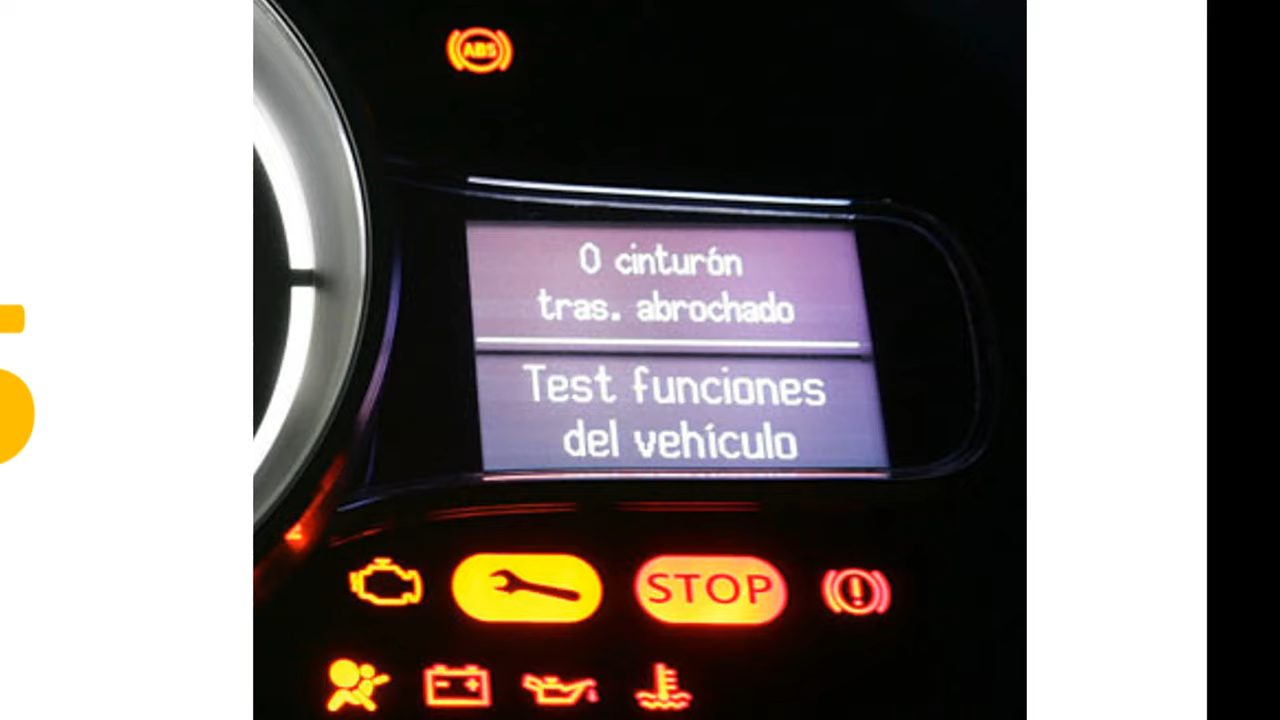 ABS
0 cinturón
tras. abrochado
Test funciones
del vehículo
STOP